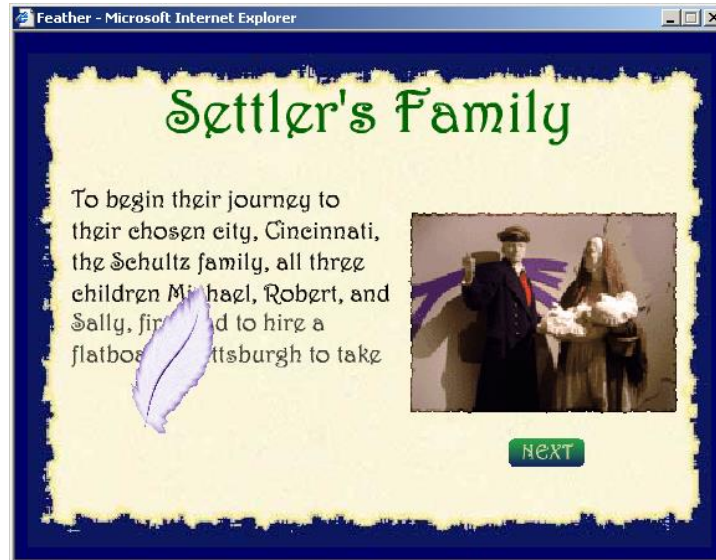 Feather - Microsoft Internet Explorer
Settler's Family
To begin their journey to
their chosen city, Cincinnati,
the Schultz family, all three
children Mi hael, Robert, and
Sally, fir d to hire a
flatboa ttsburgh to take
NEXT